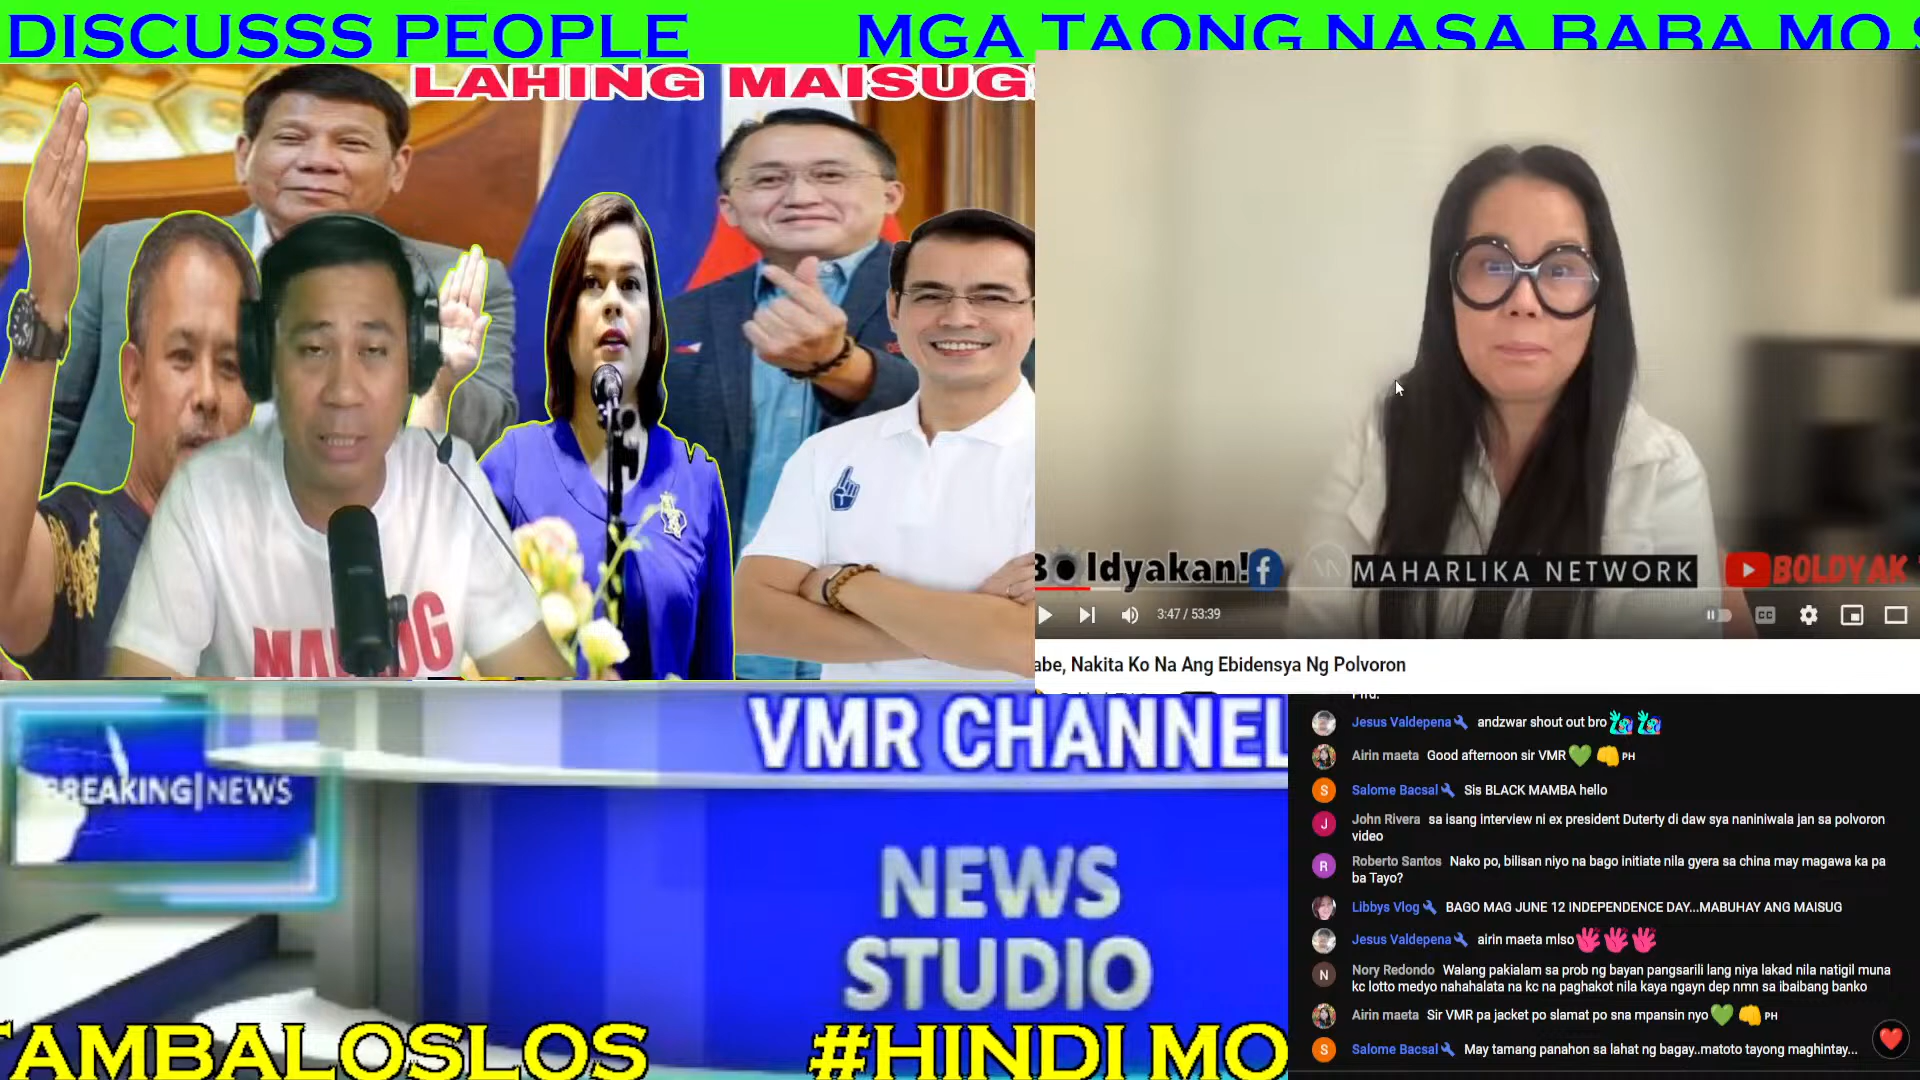 DISCUSSS PEOPLE MGA TAONG NASA BABA MO
LAHING MAISUG!
MAISUG
Boldyakan! MAHARLIKA NETWORK BOLDYAK
3:47 / 53:39
CC
abe, Nakita Ko Na Ang Ebidensya Ng Polvoron
VMR CHANNEL
BREAKING|NEWS
NEWS
STUDIO
TAMBALOSLOS #HINDI MO
Jesus Valdepena andzwar shout out bro
Airin maeta Good afternoon sir VMR PH
S Salome Bacsal Sis BLACK MAMBA hello
J John Rivera sa isang interview ni ex president Duterty di daw sya naniniwala jan sa polvoron
video
R Roberto Santos Nako po, bilisan niyo na bago initiate nila gyera sa china may magawa ka pa
ba Tayo?
Libbys Vlog BAGO MAG JUNE 12 INDEPENDENCE DAY...MABUHAY ANG MAISUG
Jesus Valdepena airin maeta mlso
N Nory Redondo Walang pakialam sa prob ng bayan pangsarili lang niya lakad nila natigil muna
kc lotto medyo nahahalata na kc na paghakot nila kaya ngayn dep nmn sa ibaibang banko
Airin maeta Sir VMR pa jacket po slamat po sna mpansin nyo PH
S Salome Bacsal May tamang panahon sa lahat ng bagay..matoto tayong maghintay...